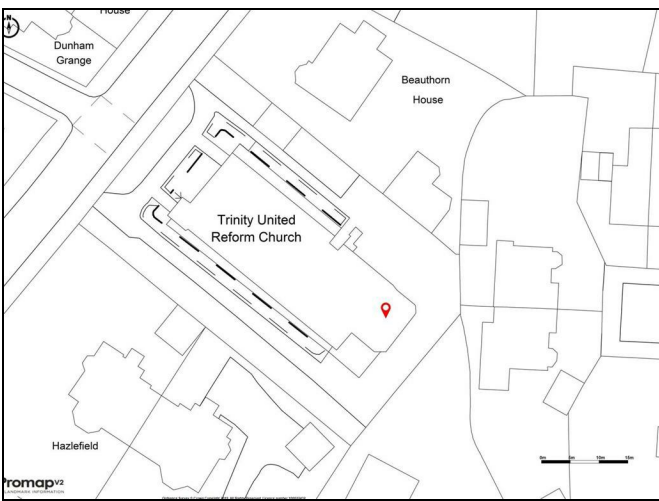 House
N
Dunham
Grange
Beauthorn
House
Trinity United
Reform Church
Hazlefield
0m 5m 10m 15m
Promap V2
LANDMARK INFORMATION